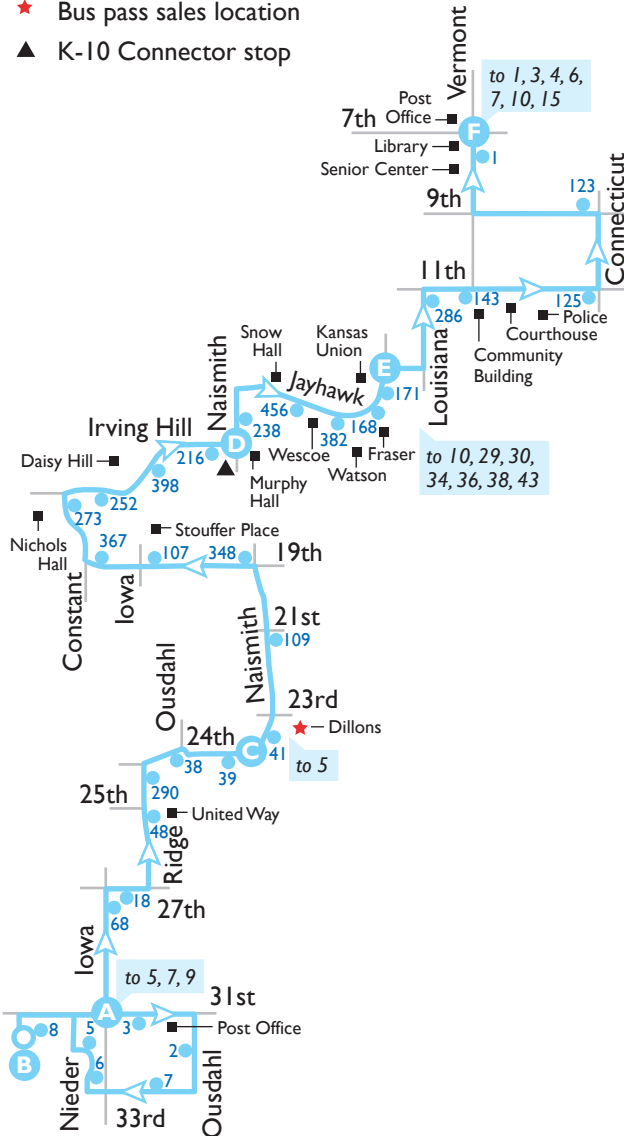 Bus pass sales location
K-10 Connector stop
Vermont
to 1, 3, 4, 6,
7, 10, 15
Post
Office
7th
F
Library
1
Senior Center
123
9th
Connecticut
11th
143
125
286
Police
Courthouse
Community
Building
Louisiana
Snow
Hall
Kansas
Union
E
Naismith
Jayhawk
171
456
168
382
238
Wescoe
Fraser
Watson
to 10, 29, 30,
34, 36, 38, 43
Irving Hill
D
216
Daisy Hill
398
Murphy
Hall
252
273
Stouffer Place
Nichols
Hall
367
107
348
19th
Constant
Iowa
21st
109
Naismith
23rd
Ousdahl
Dillons
24th
C
41
to 5
38
39
25th
290
United Way
48
Ridge
18
27th
68
Iowa
to 5, 7, 9
A
31st
8
5
3
Post Office
B
2
6
7
Nieder
Ousdahl
33rd